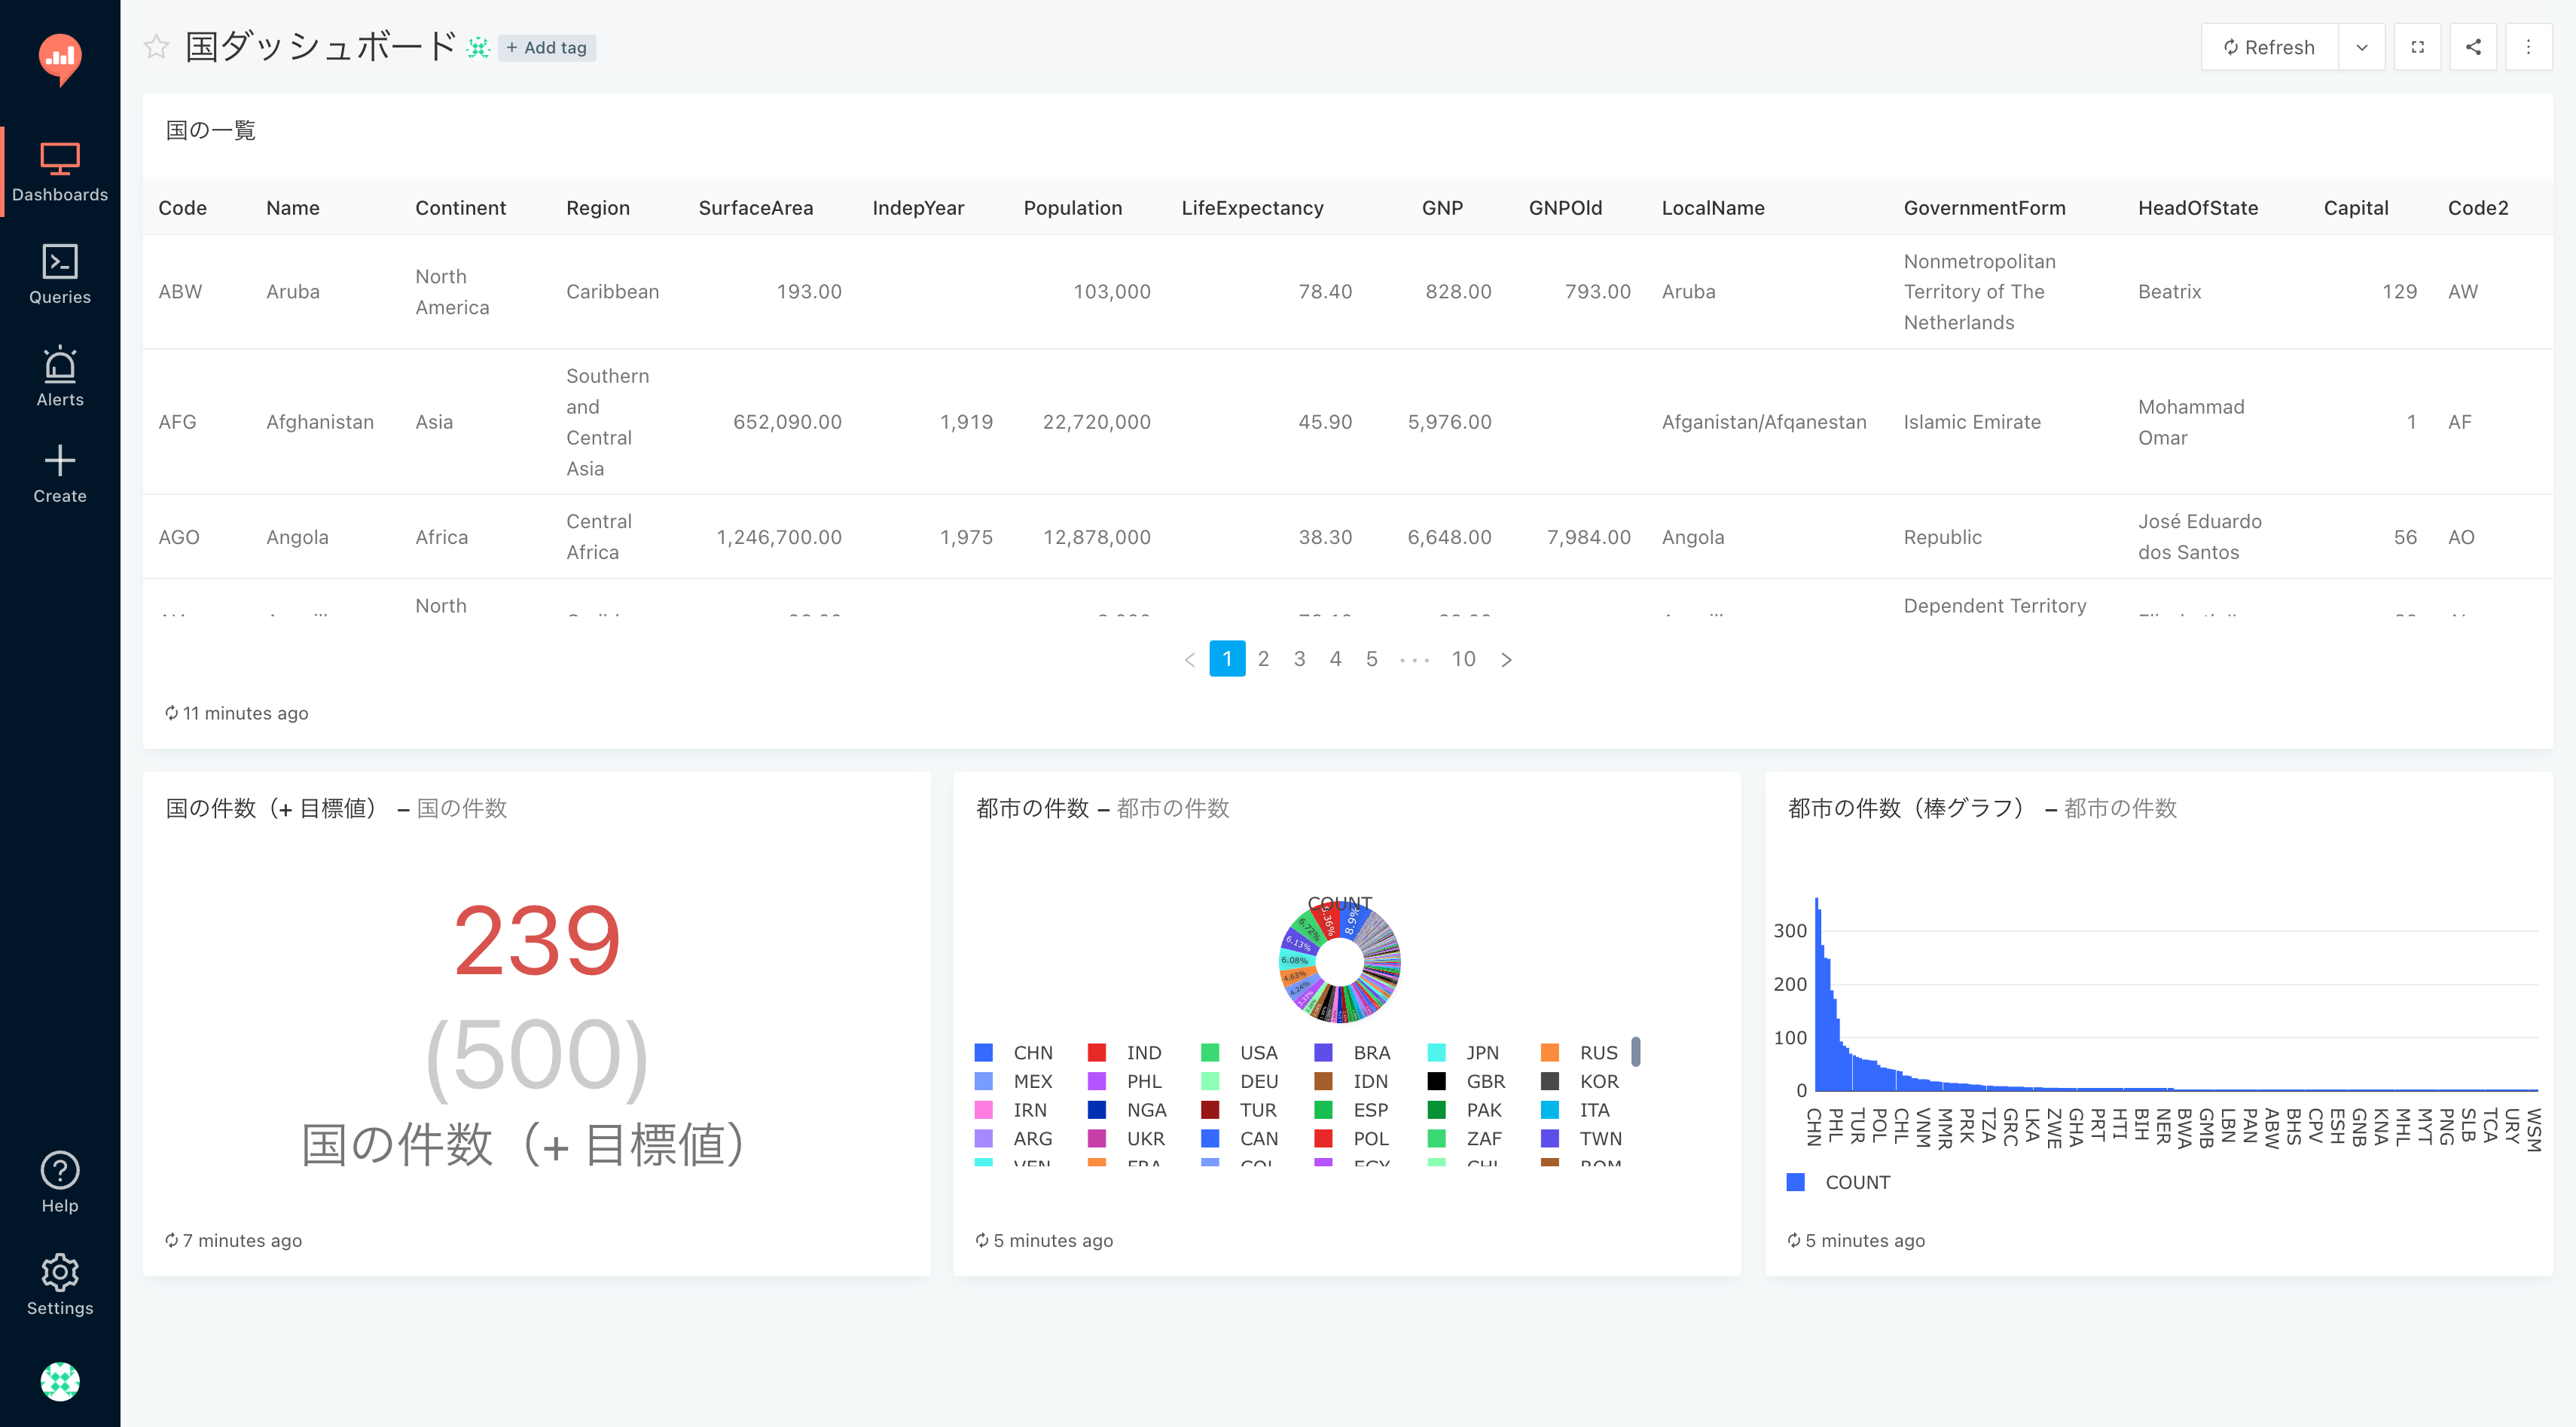 国ダッシュボード + Add tag
Refresh
Dashboards
Queries
Alerts
Create
Help
Settings
国の一覧
Code Name Continent Region SurfaceArea IndepYear Population LifeExpectancy GNP GNPOld LocalName GovernmentForm HeadOfState Capital Code2
ABW Aruba North America Caribbean 193.00 103,000 78.40 828.00 793.00 Aruba Nonmetropolitan Territory of The Netherlands Beatrix 129 AW
AFG Afghanistan Asia Southern and Central Asia 652,090.00 1,919 22,720,000 45.90 5,976.00 Afganistan/Afqanestan Islamic Emirate Mohammad Omar 1 AF
AGO Angola Africa Central Africa 1,246,700.00 1,975 12,878,000 38.30 6,648.00 7,984.00 Angola Republic José Eduardo dos Santos 56 AO
North Dependent Territory
1 2 3 4 5 ••• 10
11 minutes ago
国の件数（+ 目標値） – 国の件数
239
(500)
国の件数（+ 目標値）
7 minutes ago
都市の件数 – 都市の件数
COUNT
8.9%
6.72%
6.13%
6.08%
4.63%
4.24%
CHN IND USA BRA JPN RUS
MEX PHL DEU IDN GBR KOR
IRN NGA TUR ESP PAK ITA
ARG UKR CAN POL ZAF TWN
5 minutes ago
都市の件数（棒グラフ） – 都市の件数
300
200
100
0
CHN PHL TUR POL CHL VNM MMR PRK TZA GRC LKA ZWE GHA PRT HTI BIH NER BWA GMB LBN PAN ABW BHS CPV ESH GNB KNA MHL MYT PNG SLB TCA URY WSM
COUNT
5 minutes ago